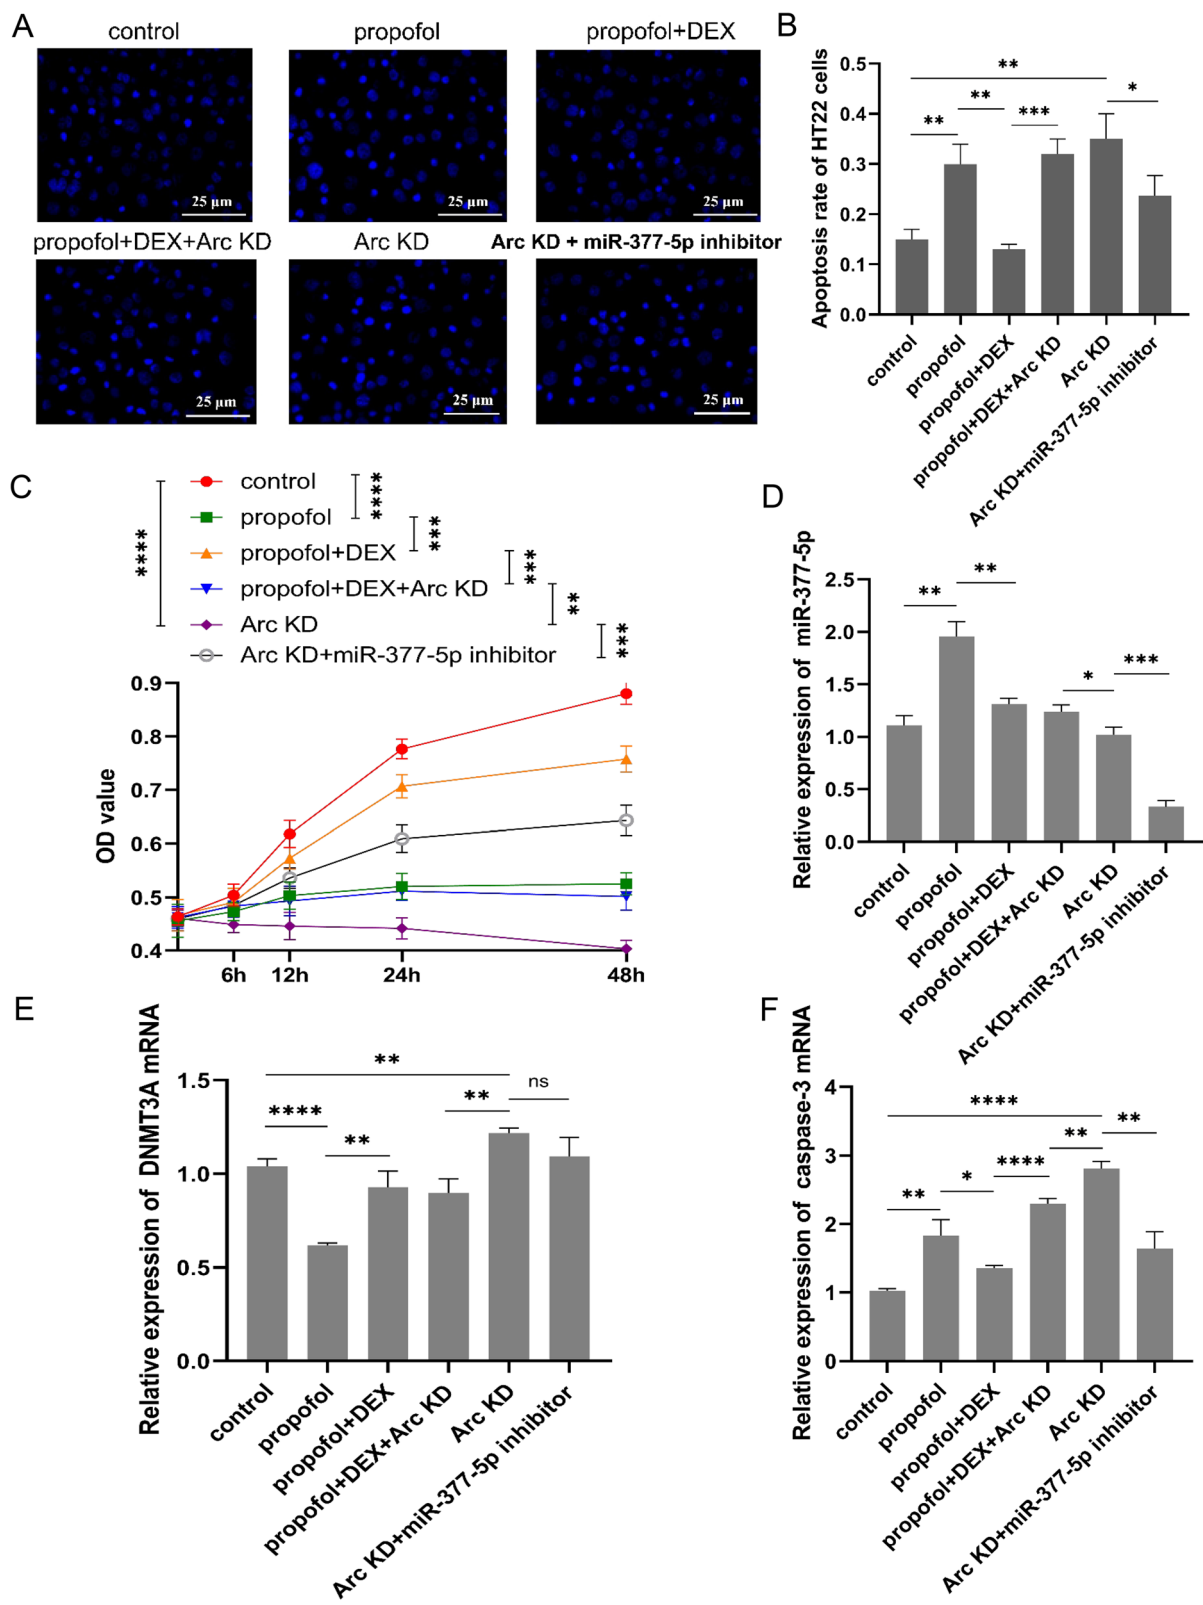 A
control
propofol
propofol+DEX
25 μm
25 μm
25 μm
propofol+DEX+Arc KD
Arc KD
Arc KD + miR-377-5p inhibitor
25 μm
25 μm
25 μm
B
Apoptosis rate of HT22 cells
0.5
0.4
0.3
0.2
0.1
0.0
**
**
**
***
*
control
propofol
propofol+DEX
propofol+DEX+Arc KD
Arc KD
Arc KD+miR-377-5p inhibitor
C
control
propofol
propofol+DEX
propofol+DEX+Arc KD
Arc KD
Arc KD+miR-377-5p inhibitor
****
****
***
***
**
***
OD value
0.9
0.8
0.7
0.6
0.5
0.4
6h
12h
24h
48h
D
Relative expression of miR-377-5p
2.5
2.0
1.5
1.0
0.5
0.0
**
**
*
***
control
propofol
propofol+DEX
propofol+DEX+Arc KD
Arc KD
Arc KD+miR-377-5p inhibitor
E
Relative expression of DNMT3A mRNA
1.5
1.0
0.5
0.0
**
****
**
**
ns
control
propofol
propofol+DEX
propofol+DEX+Arc KD
Arc KD
Arc KD+miR-377-5p inhibitor
F
Relative expression of caspase-3 mRNA
4
3
2
1
0
****
**
*
****
**
**
control
propofol
propofol+DEX
propofol+DEX+Arc KD
Arc KD
Arc KD+miR-377-5p inhibitor